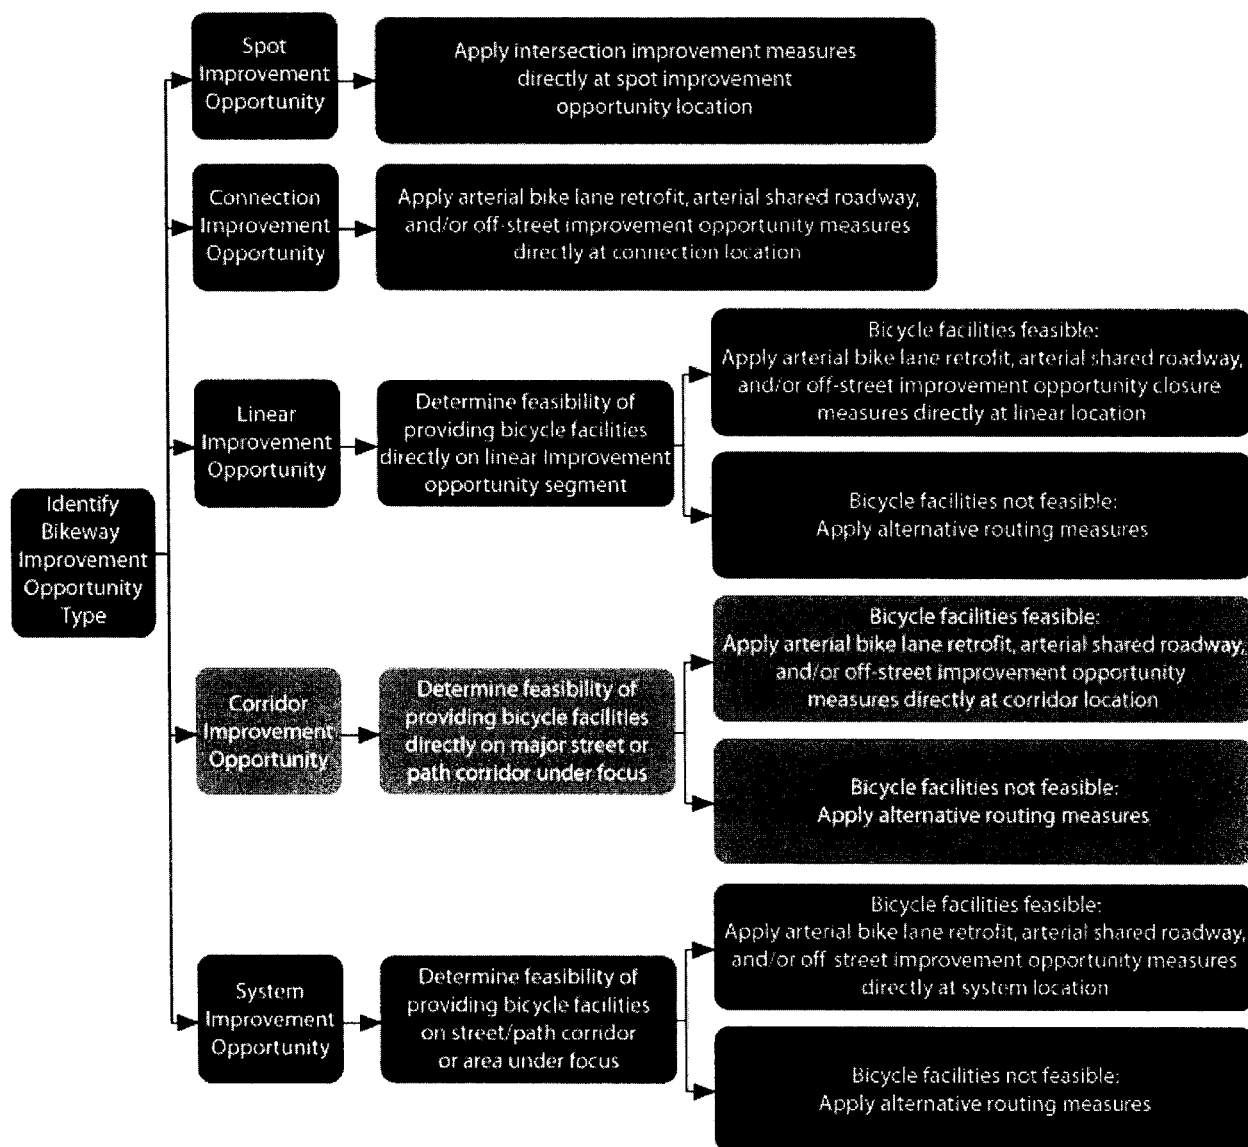 Identify
Bikeway
Improvement
Opportunity
Type
Spot
Improvement
Opportunity
Apply intersection improvement measures
directly at spot improvement
opportunity location
Connection
Improvement
Opportunity
Apply arterial bike lane retrofit, arterial shared roadway,
and/or off-street improvement opportunity measures
directly at connection location
Linear
Improvement
Opportunity
Determine feasibility of
providing bicycle facilities
directly on linear Improvement
opportunity segment
Bicycle facilities feasible:
Apply arterial bike lane retrofit, arterial shared roadway,
and/or off-street improvement opportunity closure
measures directly at linear location
Bicycle facilities not feasible:
Apply alternative routing measures
Corridor
Improvement
Opportunity
Determine feasibility of
providing bicycle facilities
directly on major street or
path corridor under focus
Bicycle facilities feasible:
Apply arterial bike lane retrofit, arterial shared roadway,
and/or off-street improvement opportunity
measures directly at corridor location
Bicycle facilities not feasible:
Apply alternative routing measures
System
Improvement
Opportunity
Determine feasibility of
providing bicycle facilities
on street/path corridor
or area under focus
Bicycle facilities feasible:
Apply arterial bike lane retrofit, arterial shared roadway,
and/or off street improvement opportunity measures
directly at system location
Bicycle facilities not feasible:
Apply alternative routing measures